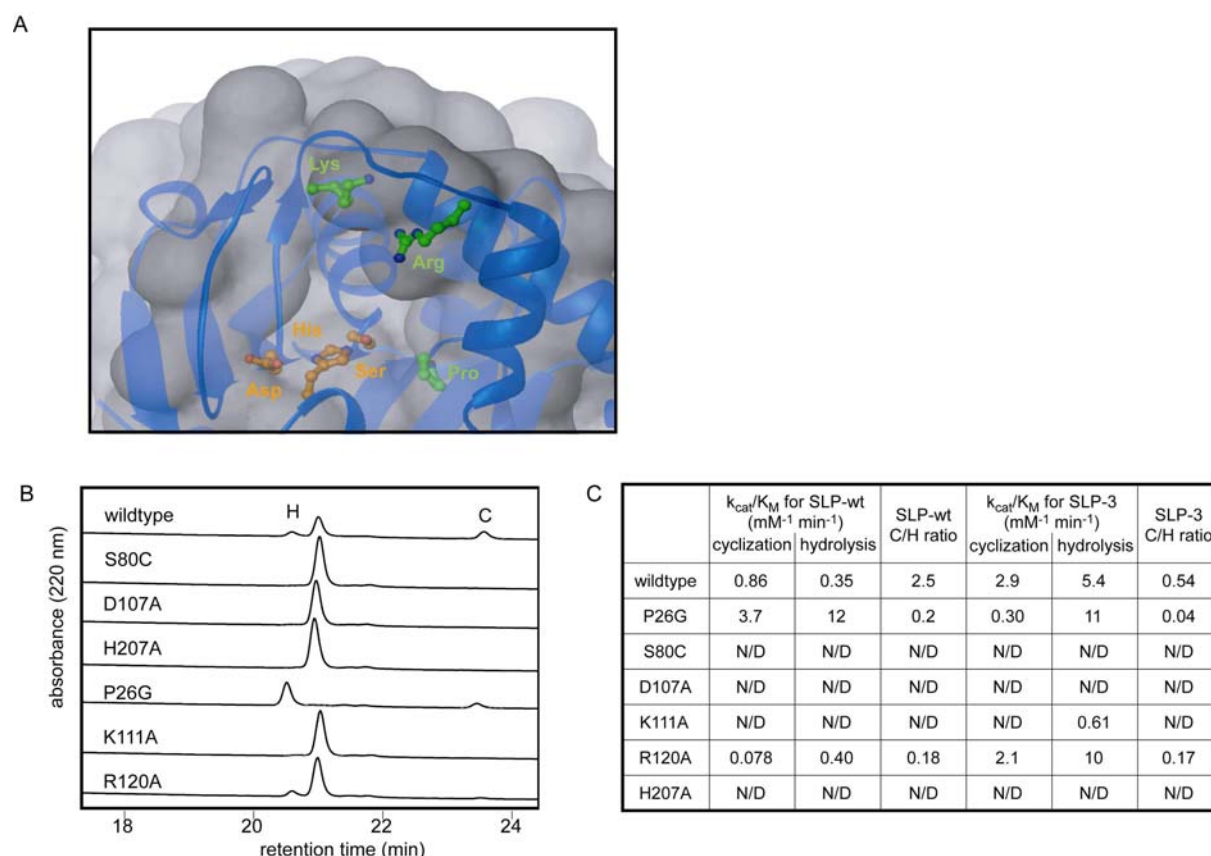 A
Lys
Arg
His
Asp
Ser
Pro
B
wildtype
H
C
S80C
D107A
H207A
P26G
K111A
R120A
absorbance (220 nm)
18 20 22 24
retention time (min)
C
k_cat/K_M for SLP-wt (mM⁻¹ min⁻¹) SLP-wt C/H ratio k_cat/K_M for SLP-3 (mM⁻¹ min⁻¹) SLP-3 C/H ratio
cyclization hydrolysis cyclization hydrolysis
wildtype 0.86 0.35 2.5 2.9 5.4 0.54
P26G 3.7 12 0.2 0.30 11 0.04
S80C N/D N/D N/D N/D N/D N/D
D107A N/D N/D N/D N/D N/D N/D
K111A N/D N/D N/D N/D 0.61 N/D
R120A 0.078 0.40 0.18 2.1 10 0.17
H207A N/D N/D N/D N/D N/D N/D